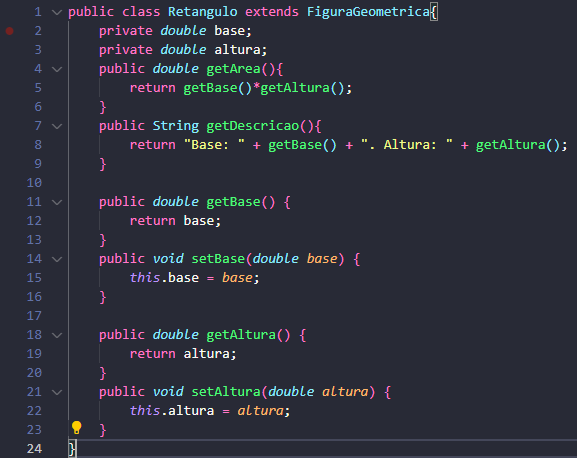 1 public class Retangulo extends FiguraGeometrica{
2     private double base;
3     private double altura;
4     public double getArea(){
5         return getBase()*getAltura();
6     }
7     public String getDescricao(){
8         return "Base: " + getBase() + ". Altura: " + getAltura();
9     }
10
11     public double getBase() {
12         return base;
13     }
14     public void setBase(double base) {
15         this.base = base;
16     }
17
18     public double getAltura() {
19         return altura;
20     }
21     public void setAltura(double altura) {
22         this.altura = altura;
23     }
24 }